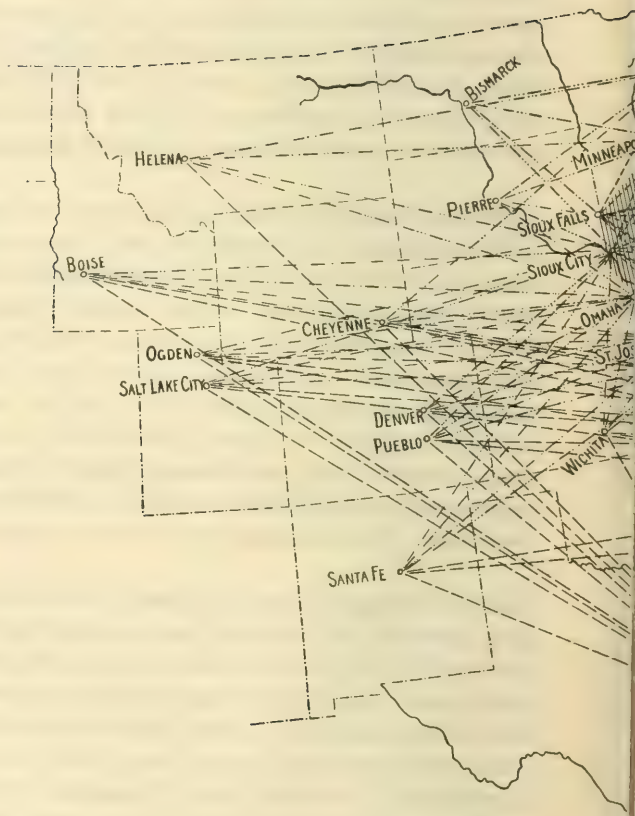 BISMARCK
HELENA
MINNEAPO
PIERRE
SIOUX FALLS
SIOUX CITY
BOISE
OMAHA
CHEYENNE
OGDEN
ST. JO
SALT LAKE CITY
DENVER
PUEBLO
WICHITA
SANTA FE